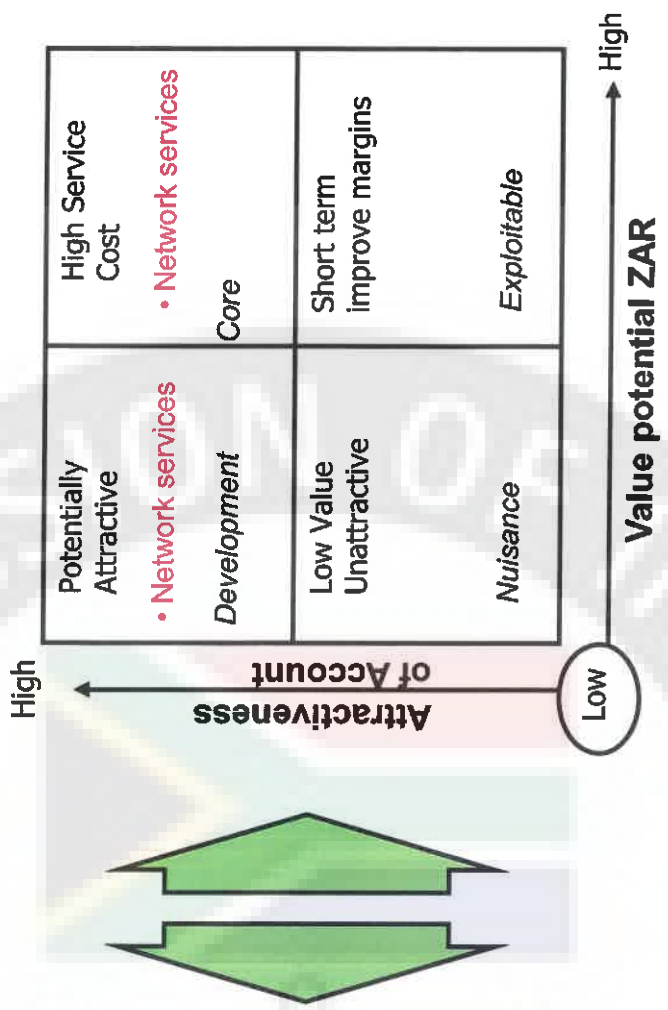 High
Attractiveness
of Account
Potentially
Attractive
• Network services
Development
High Service
Cost
• Network services
Core
Low Value
Unattractive
Nuisance
Short term
improve margins
Exploitable
Low
High
Value potential ZAR